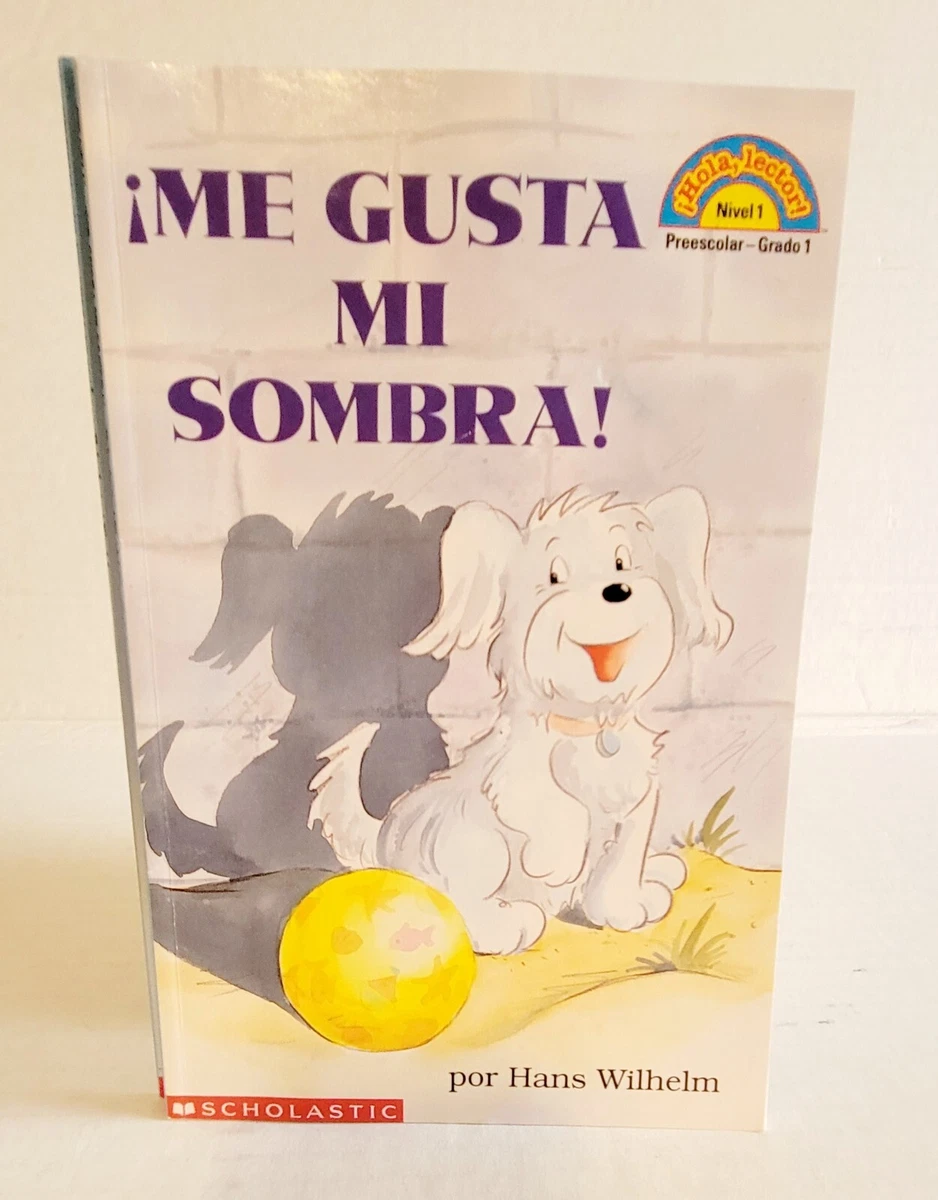 ¡ME GUSTA
MI
SOMBRA!
¡Hola, lector!
Nivel 1
Preescolar – Grado 1
por Hans Wilhelm
SCHOLASTIC